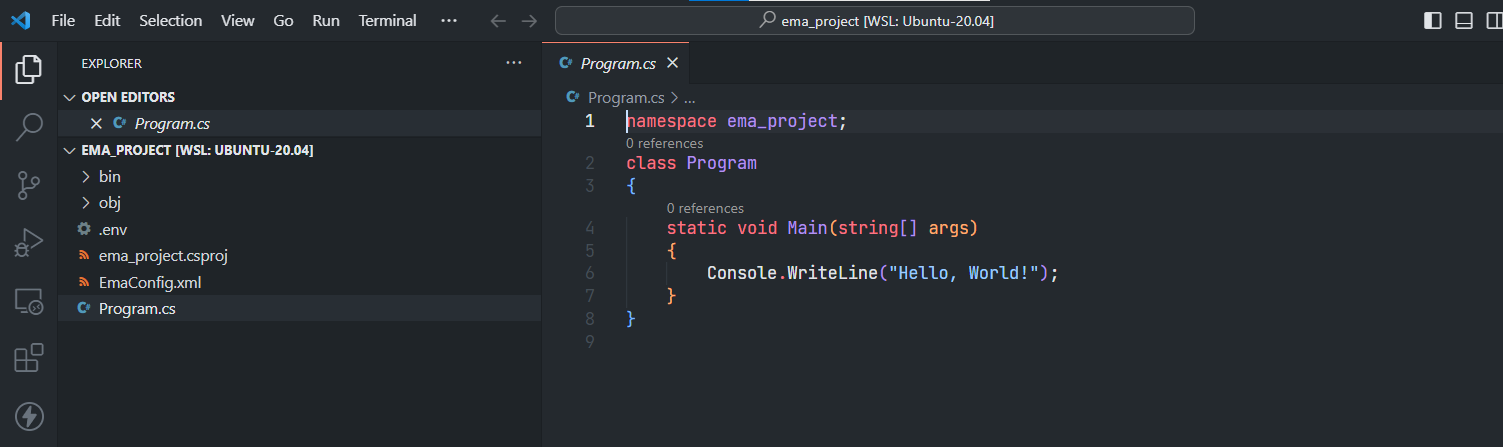 File Edit Selection View Go Run Terminal ··· ema_project [WSL: Ubuntu-20.04]
EXPLORER ···
OPEN EDITORS
Program.cs
EMA_PROJECT [WSL: UBUNTU-20.04]
bin
obj
.env
ema_project.csproj
EmaConfig.xml
Program.cs
Program.cs
Program.cs > ...
1 namespace ema_project;
0 references
2 class Program
3 {
0 references
4 static void Main(string[] args)
5 {
6 Console.WriteLine("Hello, World!");
7 }
8 }
9